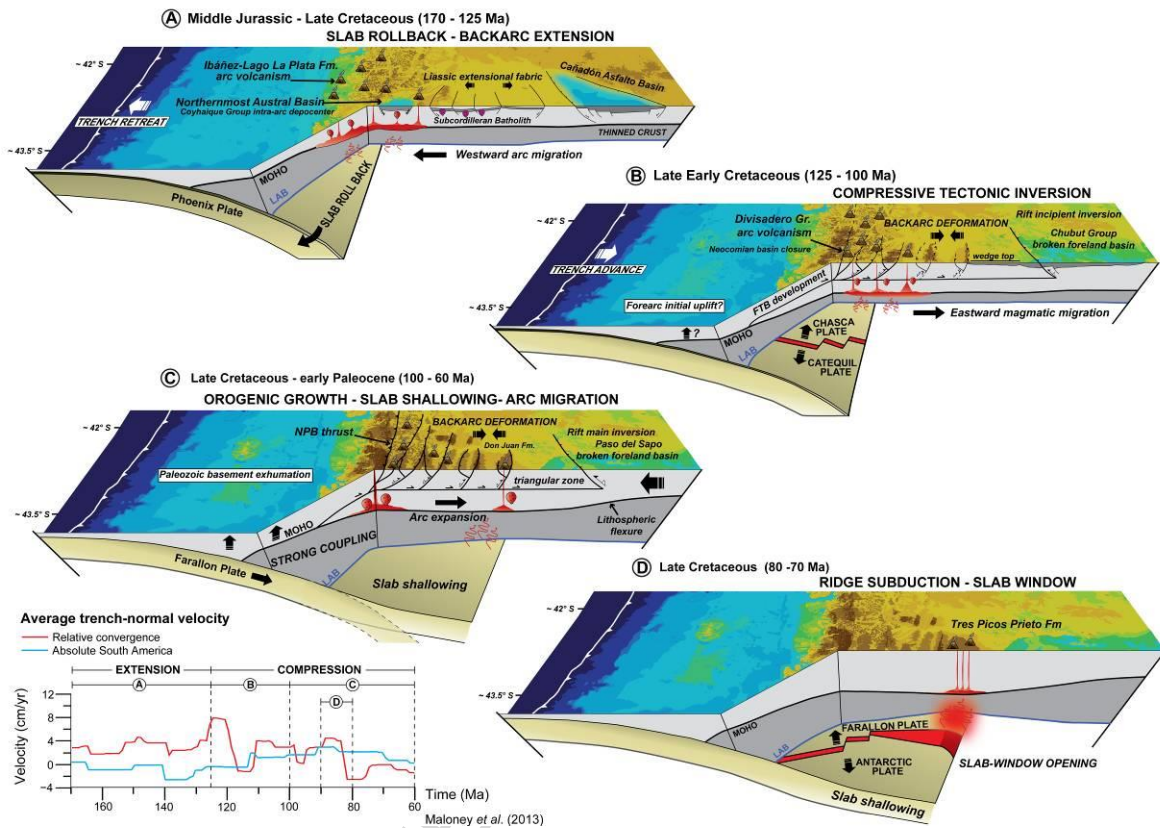 A Middle Jurassic - Late Cretaceous (170 - 125 Ma)
SLAB ROLLBACK - BACKARC EXTENSION
~ 42° S
Ibáñez-Lago La Plata Fm.
arc volcanism
Liassic extensional fabric
Cañadón Asfalto Basin
Northernmost Austral Basin
Coyhaique Group intra-arc depocenter
TRENCH RETREAT
Subcordilleran Batholith
THINNED CRUST
~ 43.5° S
Westward arc migration
MOHO
LAB
SLAB ROLL BACK
Phoenix Plate
B Late Early Cretaceous (125 - 100 Ma)
COMPRESSIVE TECTONIC INVERSION
~ 42° S
Divisadero Gr.
arc volcanism
Neocomian basin closure
BACKARC DEFORMATION
Rift incipient inversion
Chubut Group
broken foreland
basin
wedge top
TRENCH ADVANCE
FTB development
Forearc initial uplift?
~ 43.5° S
Eastward magmatic migration
?
MOHO
LAB
CHASCA
PLATE
CATEQUIL
PLATE
C Late Cretaceous - early Paleocene (100 - 60 Ma)
OROGENIC GROWTH - SLAB SHALLOWING- ARC MIGRATION
~ 42° S
NPB thrust
BACKARC DEFORMATION
Don Juan Fm.
Rift main inversion
Paso del Sapo
broken foreland basin
Paleozoic basement exhumation
triangular zone
~ 43.5° S
Arc expansion
Lithospheric
flexure
MOHO
STRONG COUPLING
LAB
Farallon Plate
Slab shallowing
D Late Cretaceous (80 -70 Ma)
RIDGE SUBDUCTION - SLAB WINDOW
~ 42° S
Tres Picos Prieto Fm
~ 43.5° S
MOHO
LAB
FARALLON PLATE
ANTARCTIC
PLATE
SLAB-WINDOW OPENING
Slab shallowing
Average trench-normal velocity
Relative convergence
Absolute South America
EXTENSION
COMPRESSION
A
B
C
D
Velocity (cm/yr)
12
8
4
0
−4
160
140
120
100
80
60
Time (Ma)
Maloney et al. (2013)